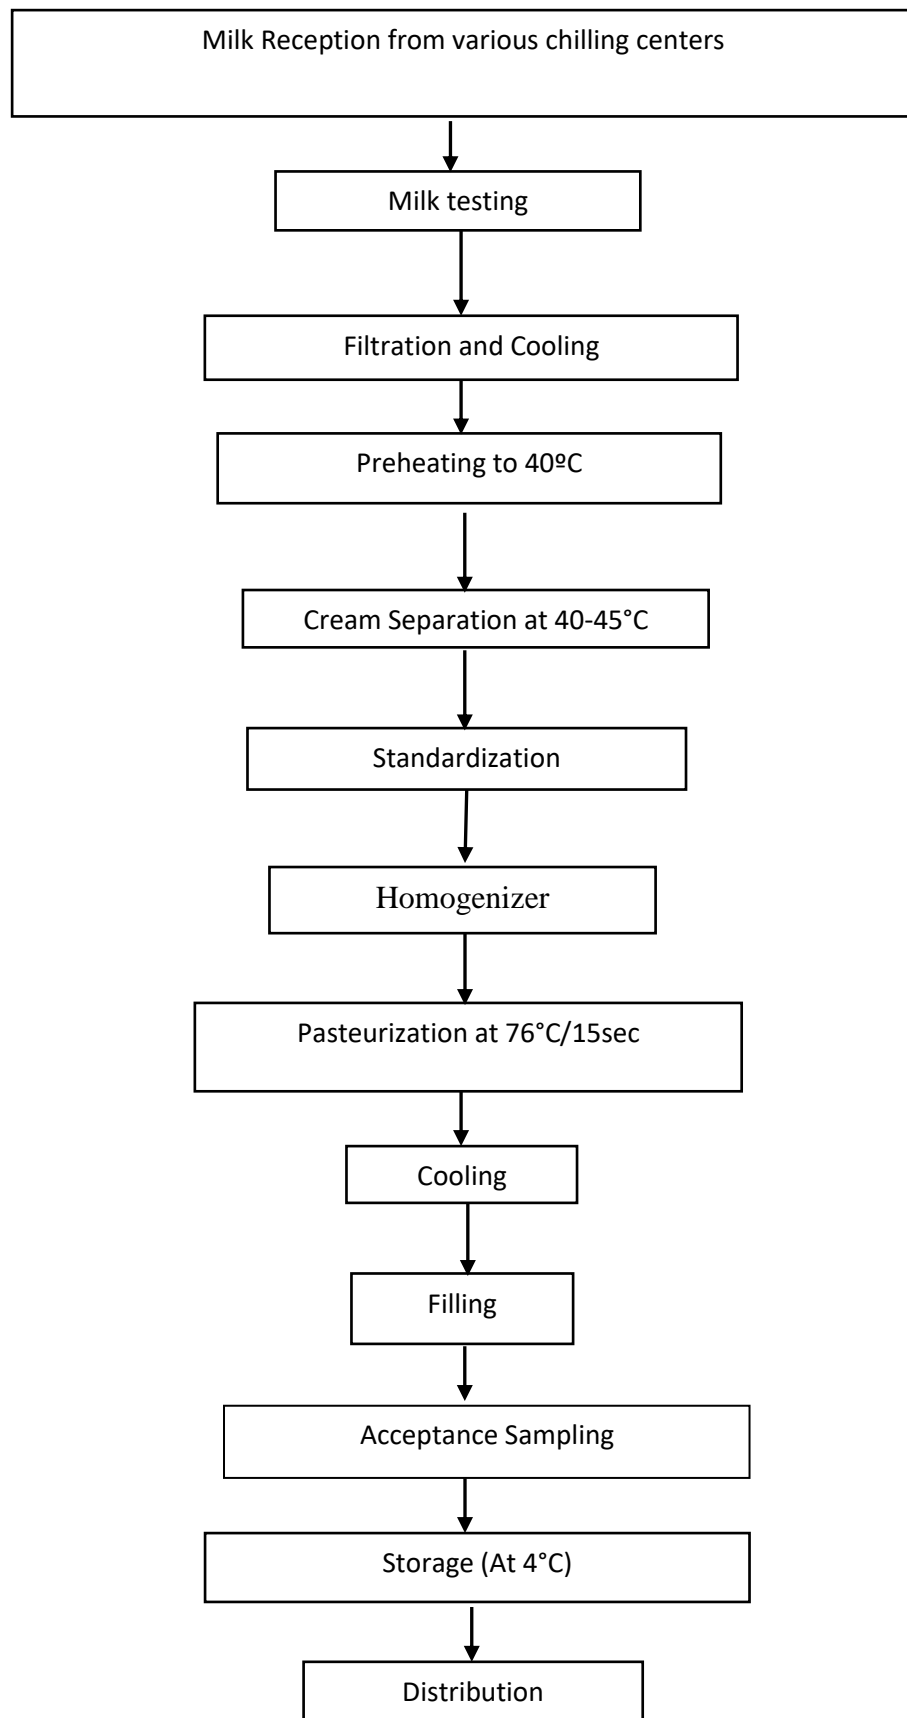 Milk Reception from various chilling centers
Milk testing
Filtration and Cooling
Preheating to 40ºC
Cream Separation at 40-45°C
Standardization
Homogenizer
Pasteurization at 76°C/15sec
Cooling
Filling
Acceptance Sampling
Storage (At 4°C)
Distribution